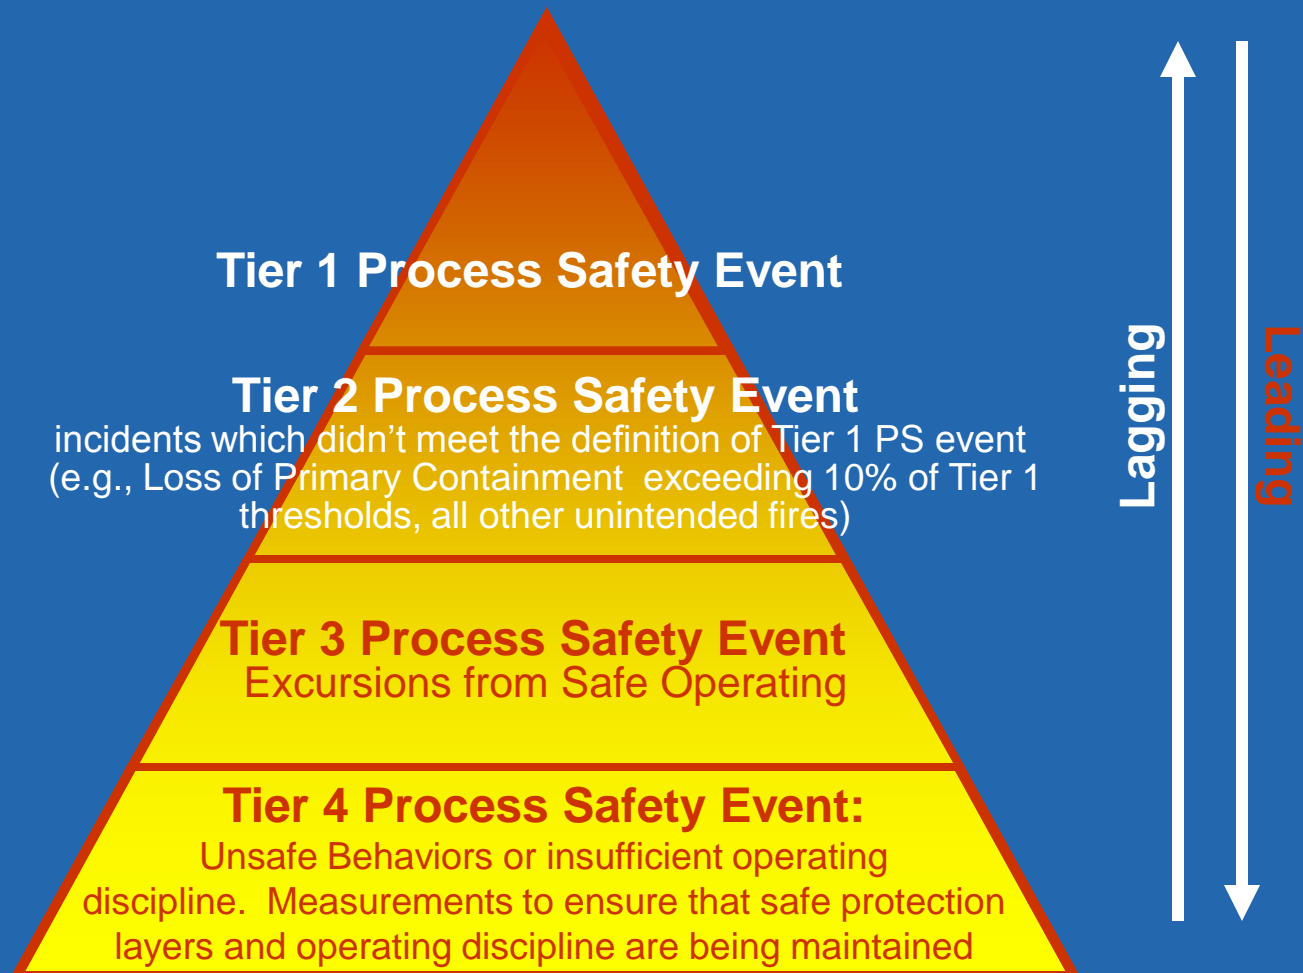 Tier 1 Process Safety Event
Tier 2 Process Safety Event
incidents which didn’t meet the definition of Tier 1 PS event
(e.g., Loss of Primary Containment  exceeding 10% of Tier 1
thresholds, all other unintended fires)
Tier 3 Process Safety Event
Excursions from Safe Operating
Tier 4 Process Safety Event:
Unsafe Behaviors or insufficient operating
discipline.  Measurements to ensure that safe protection
layers and operating discipline are being maintained
Lagging
Leading